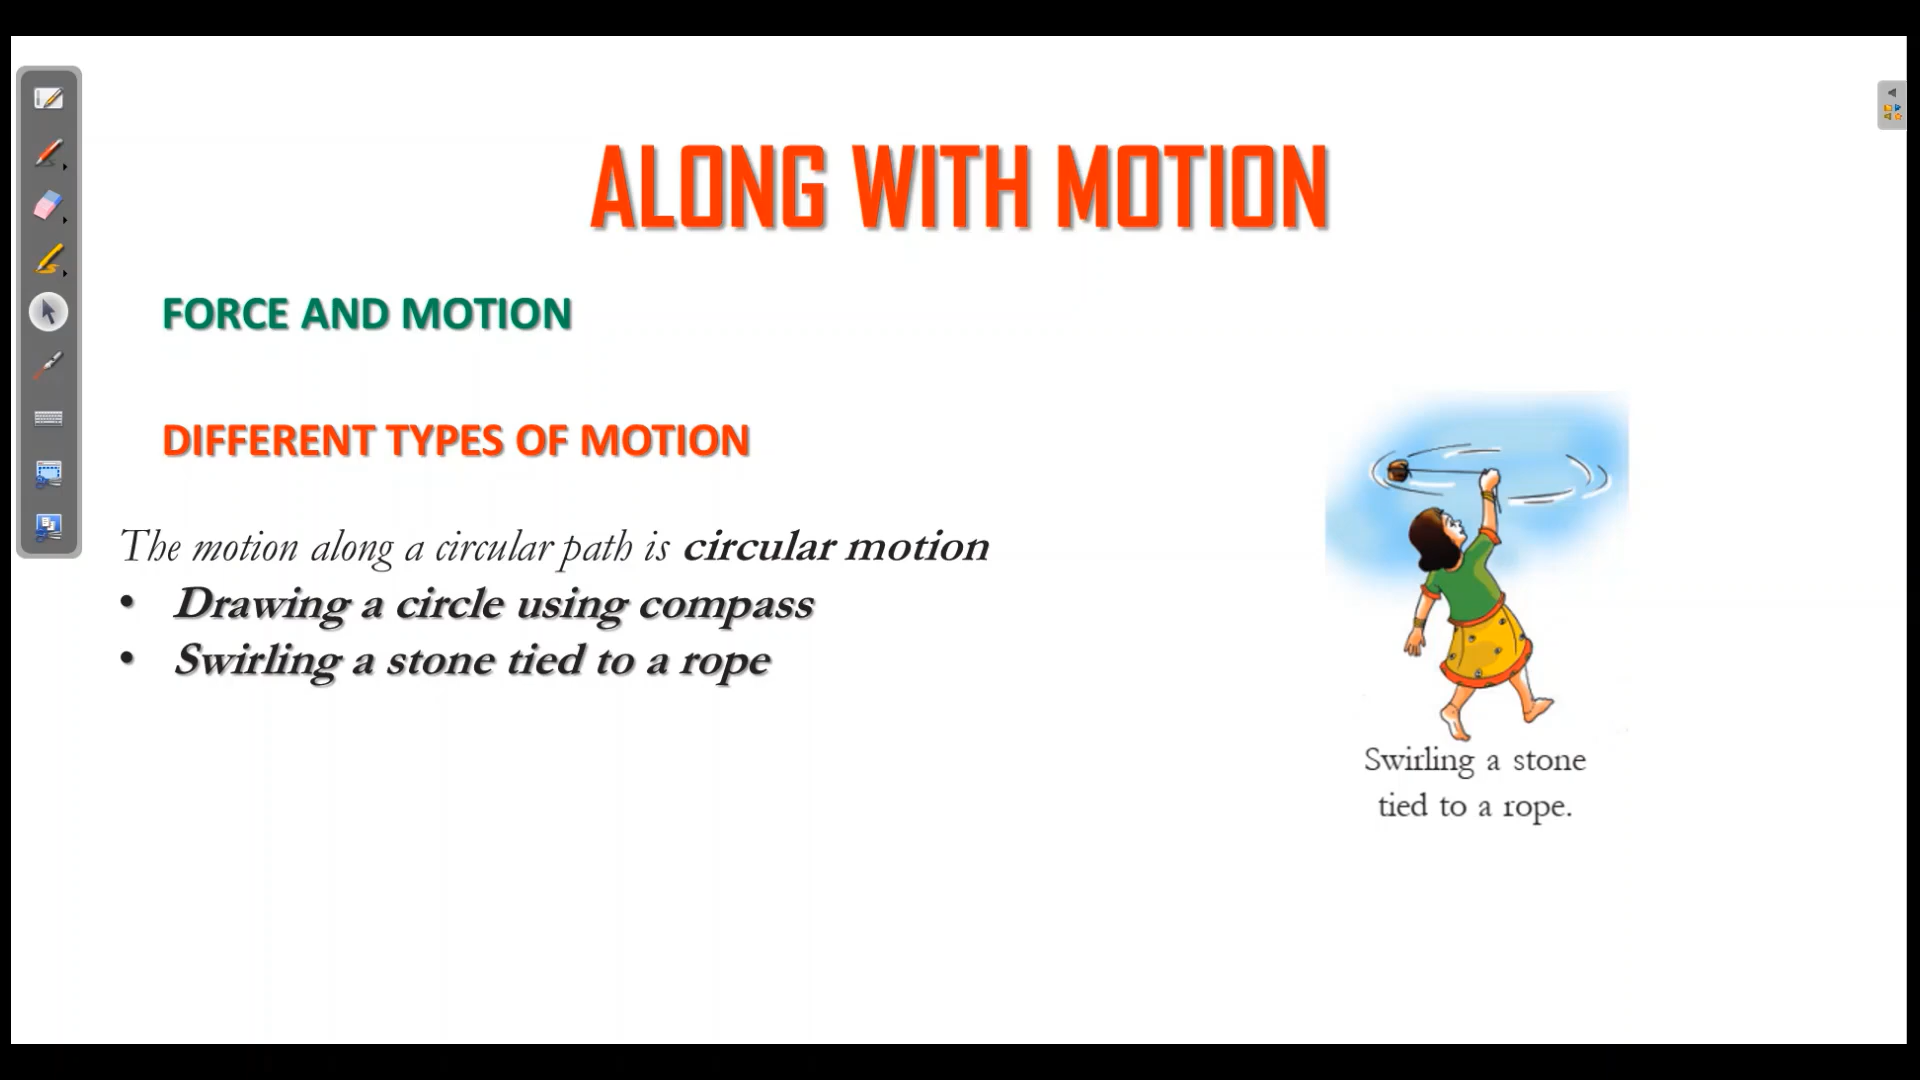 ALONG WITH MOTION
FORCE AND MOTION
DIFFERENT TYPES OF MOTION
The motion along a circular path is circular motion
• Drawing a circle using compass
• Swirling a stone tied to a rope
Swirling a stone
tied to a rope.